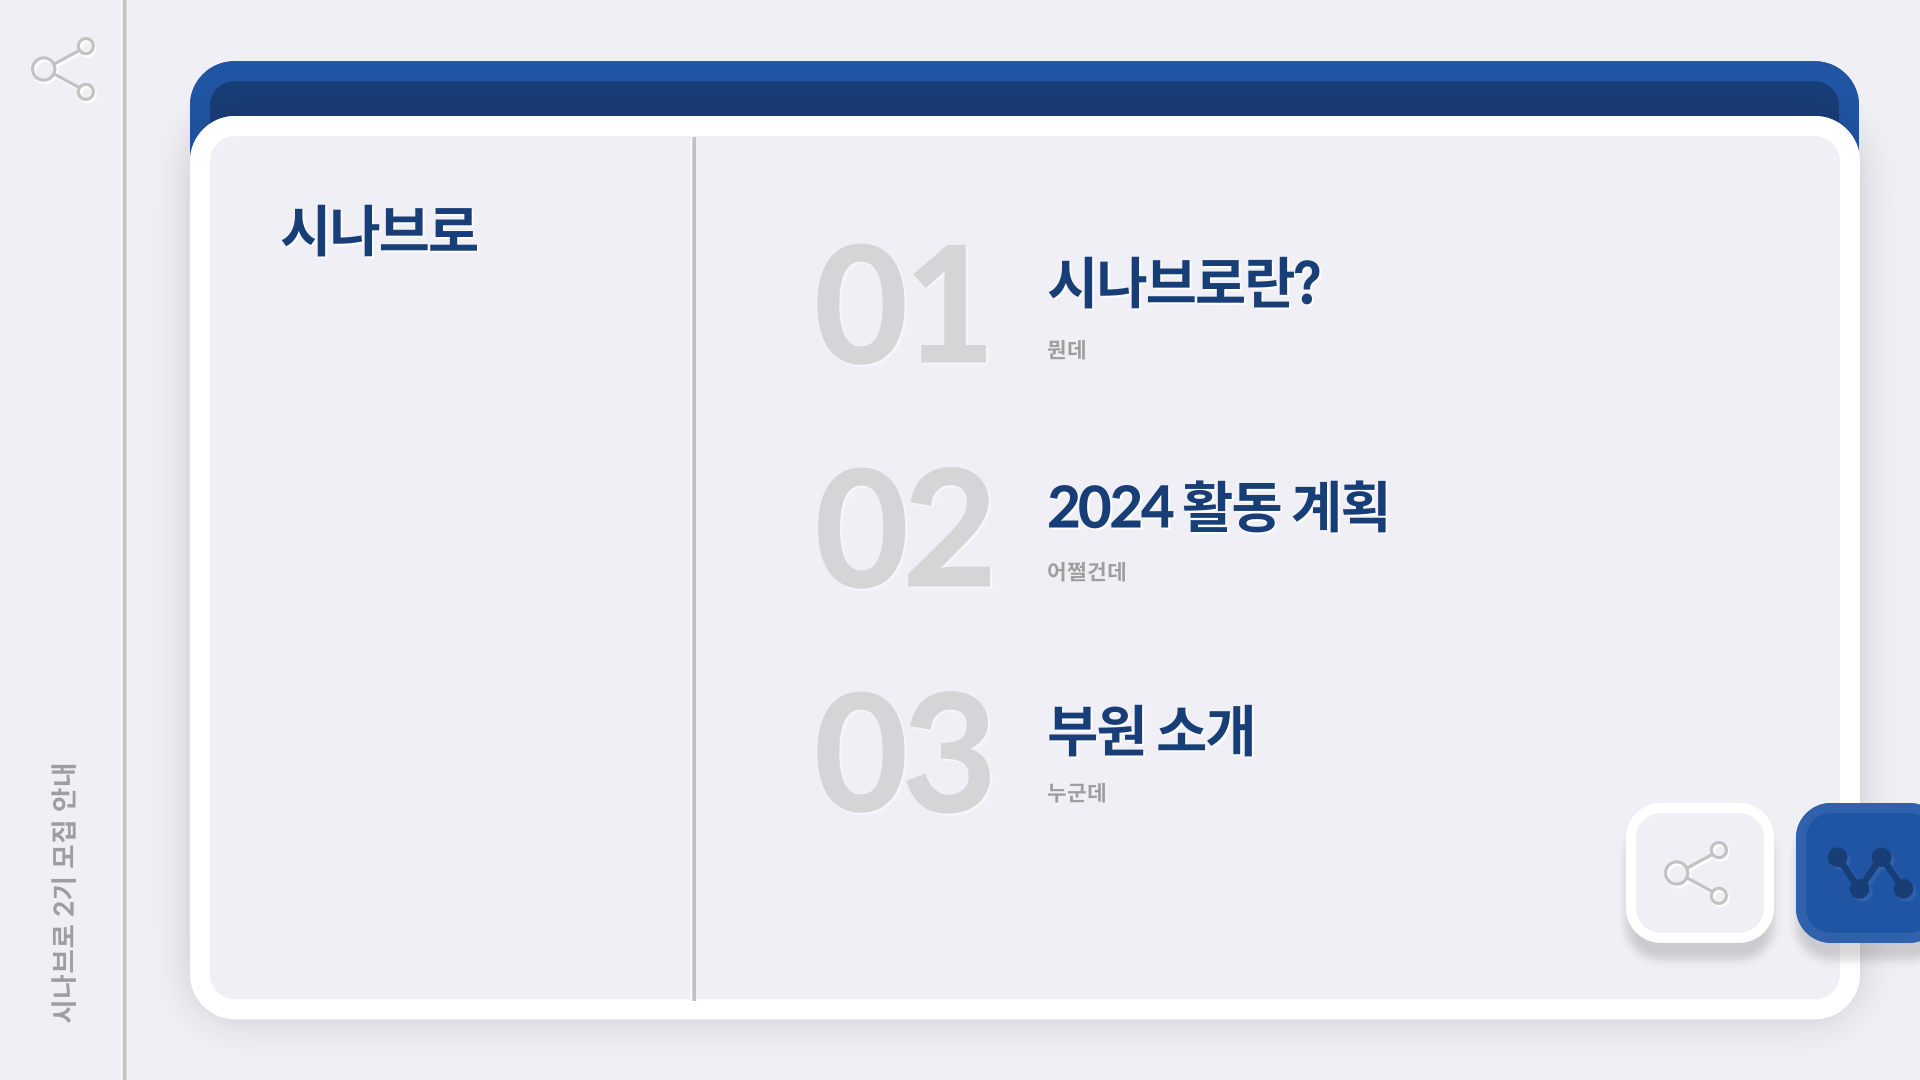 시나브로
01
시나브로란?
뭔데
02
2024 활동 계획
어쩔건데
03
부원 소개
누군데
시나브로 2기 모집 안내